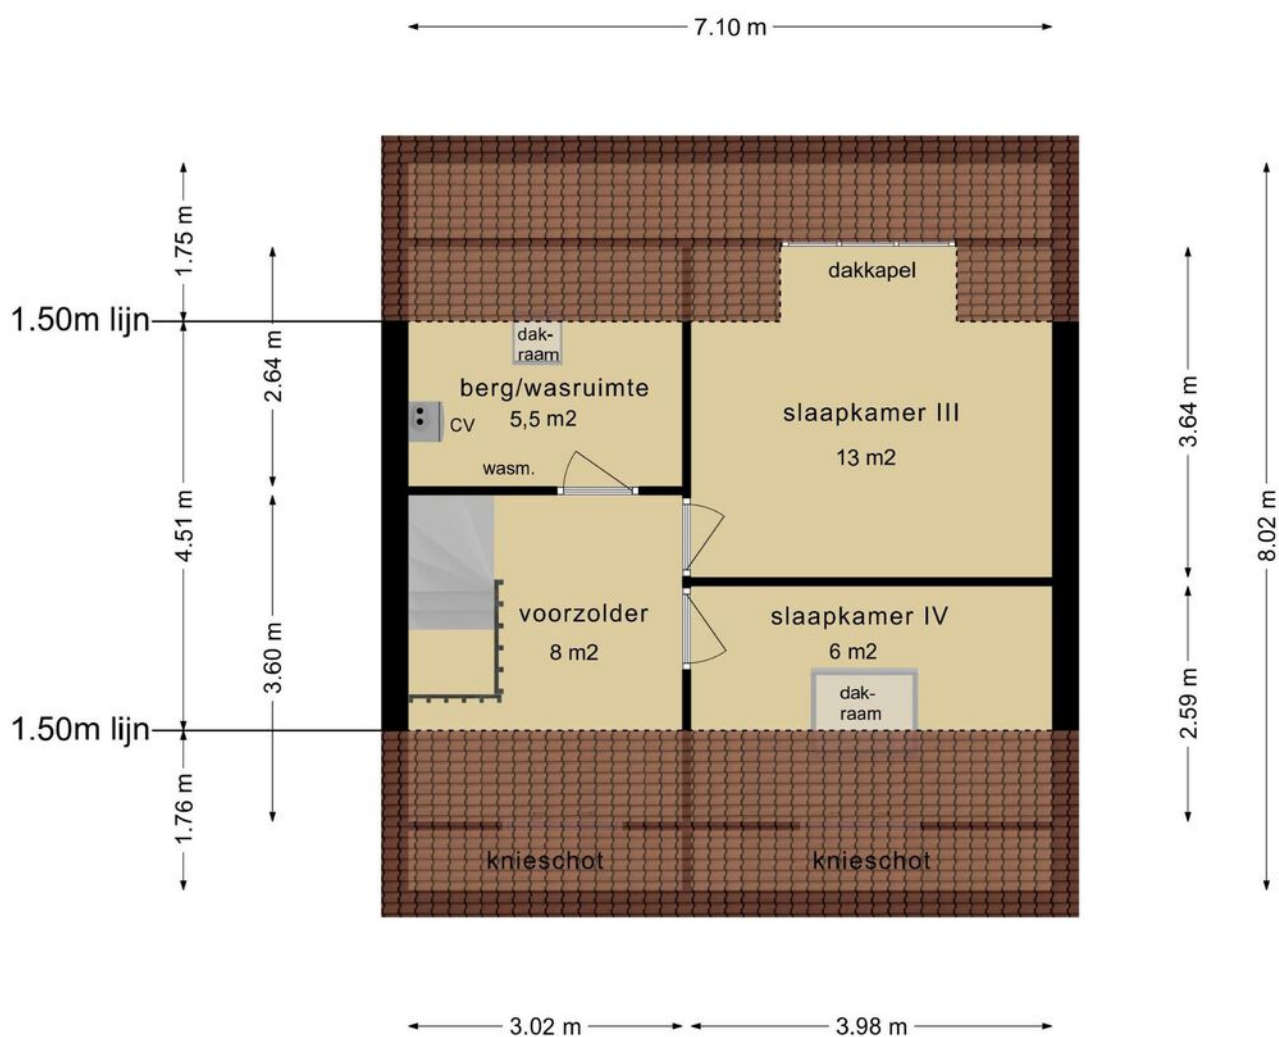 7.10 m
1.75 m
dakkapel
1.50m lijn
dak-
raam
2.64 m
berg/wasruimte
5,5 m2
CV
wasm.
slaapkamer III
13 m2
3.64 m
4.51 m
8.02 m
voorzolder
8 m2
slaapkamer IV
6 m2
dak-
raam
3.60 m
2.59 m
1.50m lijn
1.76 m
knieschot
knieschot
3.02 m
3.98 m